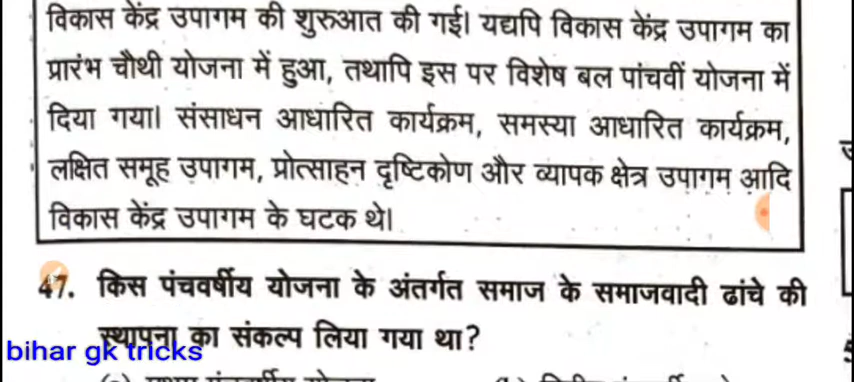 विकास केंद्र उपागम की शुरुआत की गई। यद्यपि विकास केंद्र उपागम का
प्रारंभ चौथी योजना में हुआ, तथापि इस पर विशेष बल पांचवीं योजना में
दिया गया। संसाधन आधारित कार्यक्रम, समस्या आधारित कार्यक्रम,
लक्षित समूह उपागम, प्रोत्साहन दृष्टिकोण और व्यापक क्षेत्र उपागम आदि
विकास केंद्र उपागम के घटक थे।
47. किस पंचवर्षीय योजना के अंतर्गत समाज के समाजवादी ढांचे की
स्थापना का संकल्प लिया गया था?
bihar gk tricks